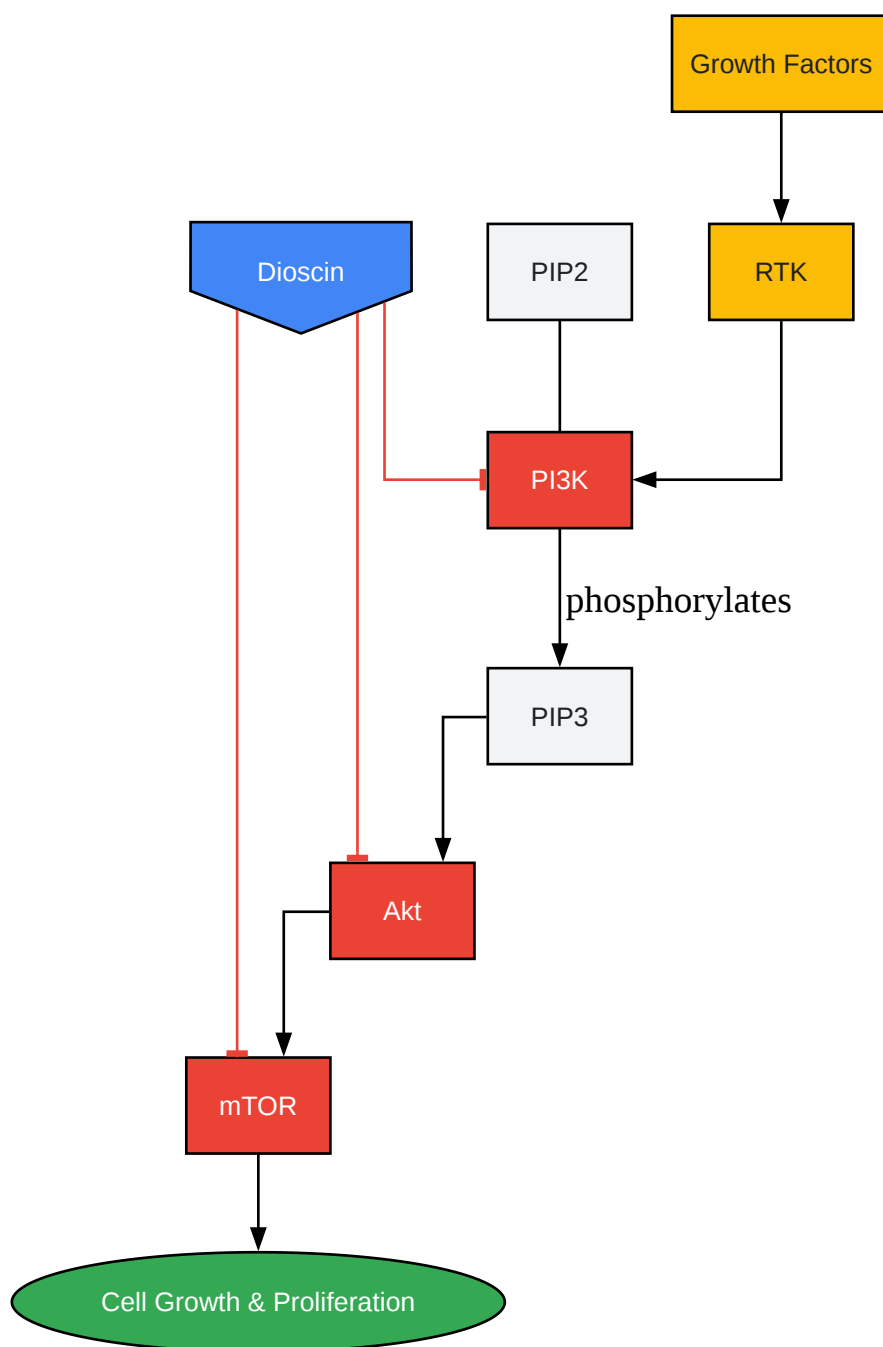 Growth Factors
Dioscin
PIP2
RTK
PI3K
phosphorylates
PIP3
Akt
mTOR
Cell Growth & Proliferation